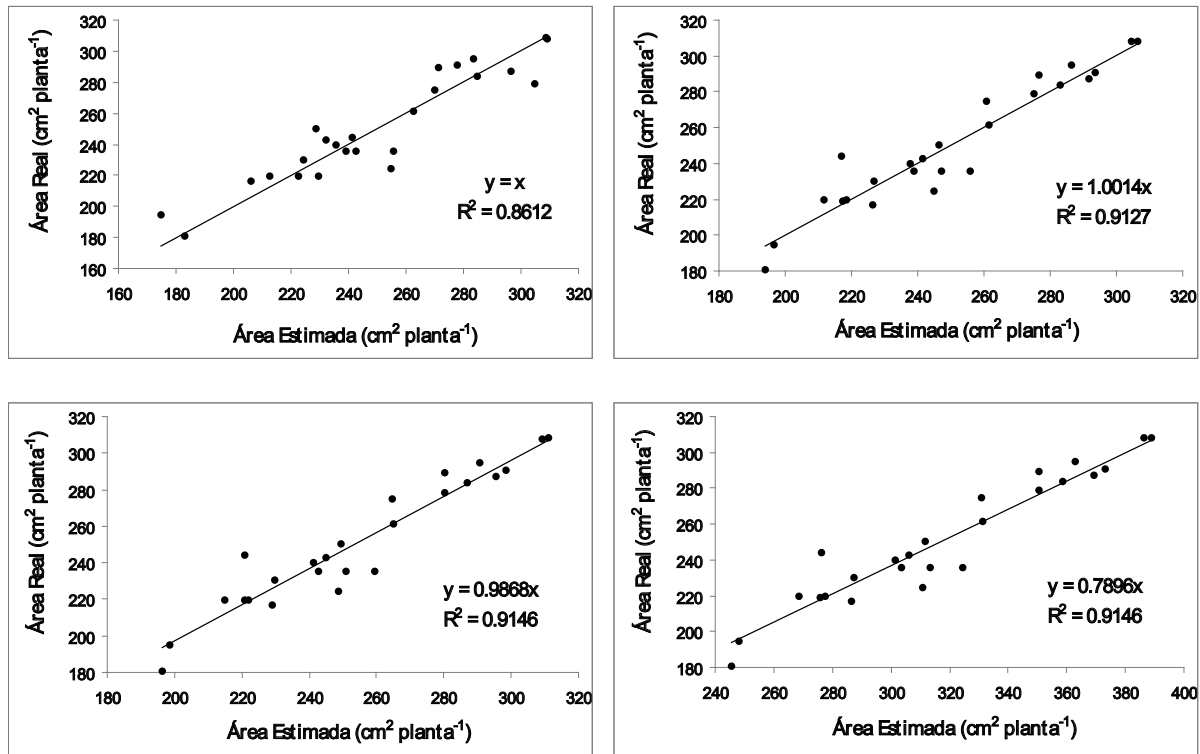 320
300
280
260
240
220
200
180
160
Área Real (cm² planta⁻¹)
y = x
R² = 0.8612
160 180 200 220 240 260 280 300 320
Área Estimada (cm² planta⁻¹)
320
300
280
260
240
220
200
180
Área Real (cm² planta⁻¹)
y = 1.0014x
R² = 0.9127
180 200 220 240 260 280 300 320
Área Estimada (cm² planta⁻¹)
320
300
280
260
240
220
200
180
Área Real (cm² planta⁻¹)
y = 0.9868x
R² = 0.9146
180 200 220 240 260 280 300 320
Área Estimada (cm² planta⁻¹)
320
300
280
260
240
220
200
180
Área Real (cm² planta⁻¹)
y = 0.7896x
R² = 0.9146
240 260 280 300 320 340 360 380 400
Área Estimada (cm² planta⁻¹)